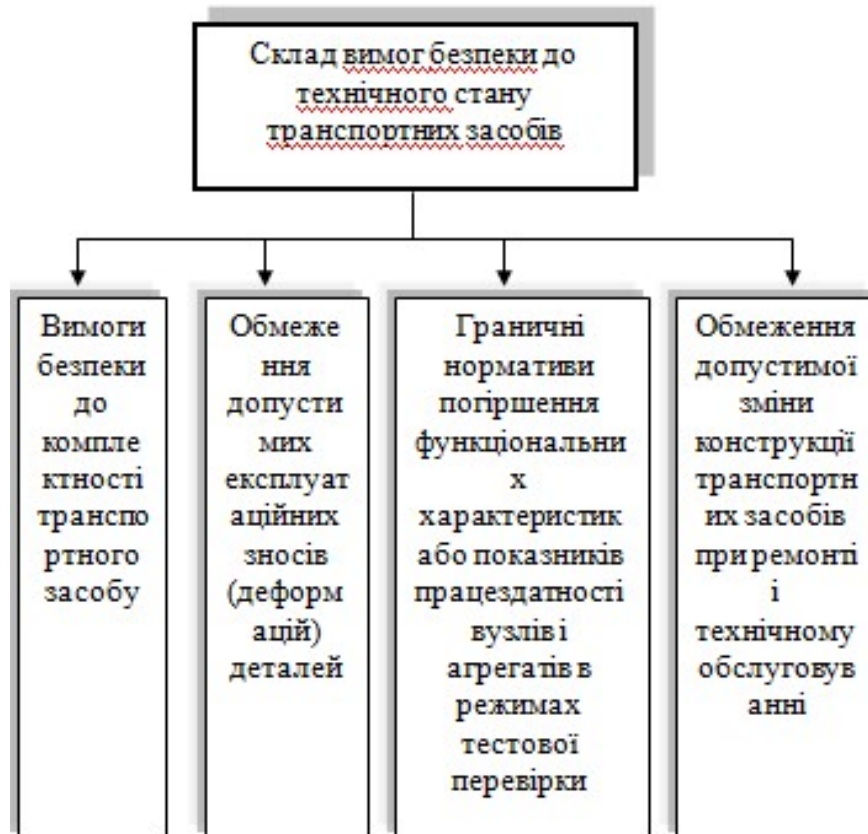 Склад вимог безпеки до
технічного стану
транспортних засобів
Вимоги
безпеки
до
компле
ктності
транспо
ртного
засобу
Обмеже
ння
допусти
мих
експлуат
аційних
зносів
(деформ
ацій)
деталей
Граничні
нормативи
погіршення
функціональни
х
характеристик
або показників
працездатності
вузлів і
агрегатів в
режимах
тестової
перевірки
Обмеження
допустимої
зміни
конструкції
транспортн
их засобів
при ремонті
і
технічному
обслуговув
анні